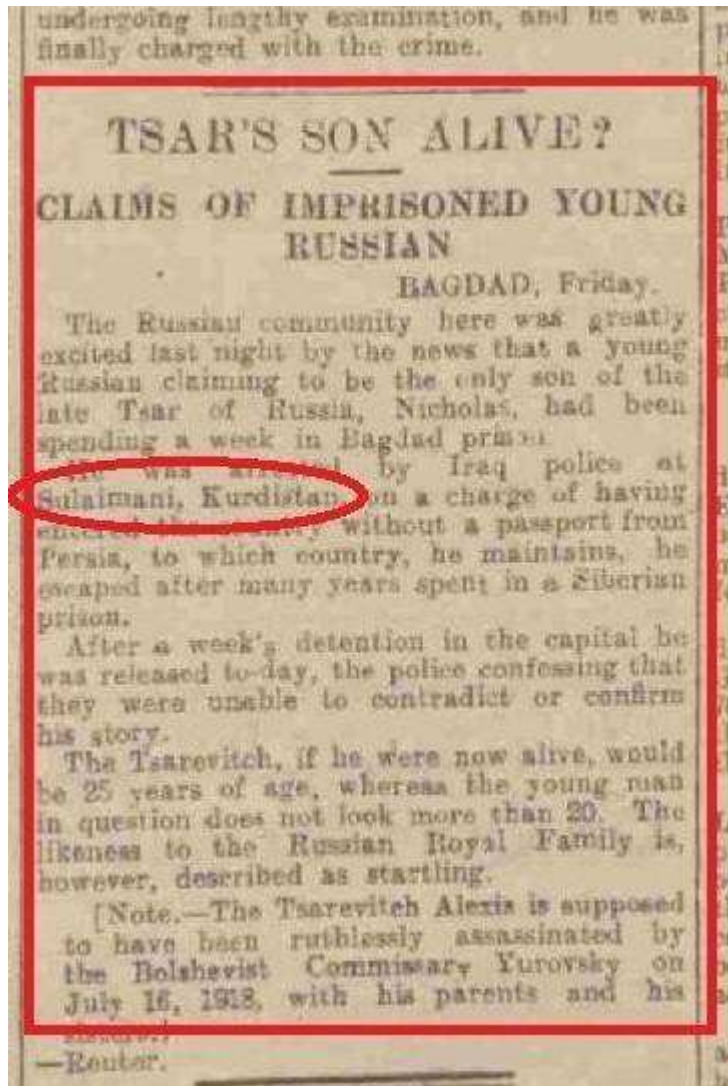 undergoing lengthy examination, and he was
finally charged with the crime.
TSAR'S SON ALIVE?
CLAIMS OF IMPRISONED YOUNG
RUSSIAN
BAGDAD, Friday.
The Russian community here was greatly
excited last night by the news that a young
Russian claiming to be the only son of the
late Tsar of Russia, Nicholas, had been
spending a week in Bagdad prison.
He was arrested by Iraq police at
Sulaimani, Kurdistan, on a charge of having
entered the country without a passport from
Persia, to which country, he maintains, he
escaped after many years spent in a Siberian
prison.
After a week's detention in the capital he
was released to-day, the police confessing that
they were unable to contradict or confirm
his story.
The Tsarevitch, if he were now alive, would
be 25 years of age, whereas the young man
in question does not look more than 20. The
likeness to the Russian Royal Family is,
however, described as startling.
[Note.—The Tsarevitch Alexis is supposed
to have been ruthlessly assassinated by
the Bolshevist Commissary Yurovsky on
July 16, 1918, with his parents and his
sisters.]
—Reuter.